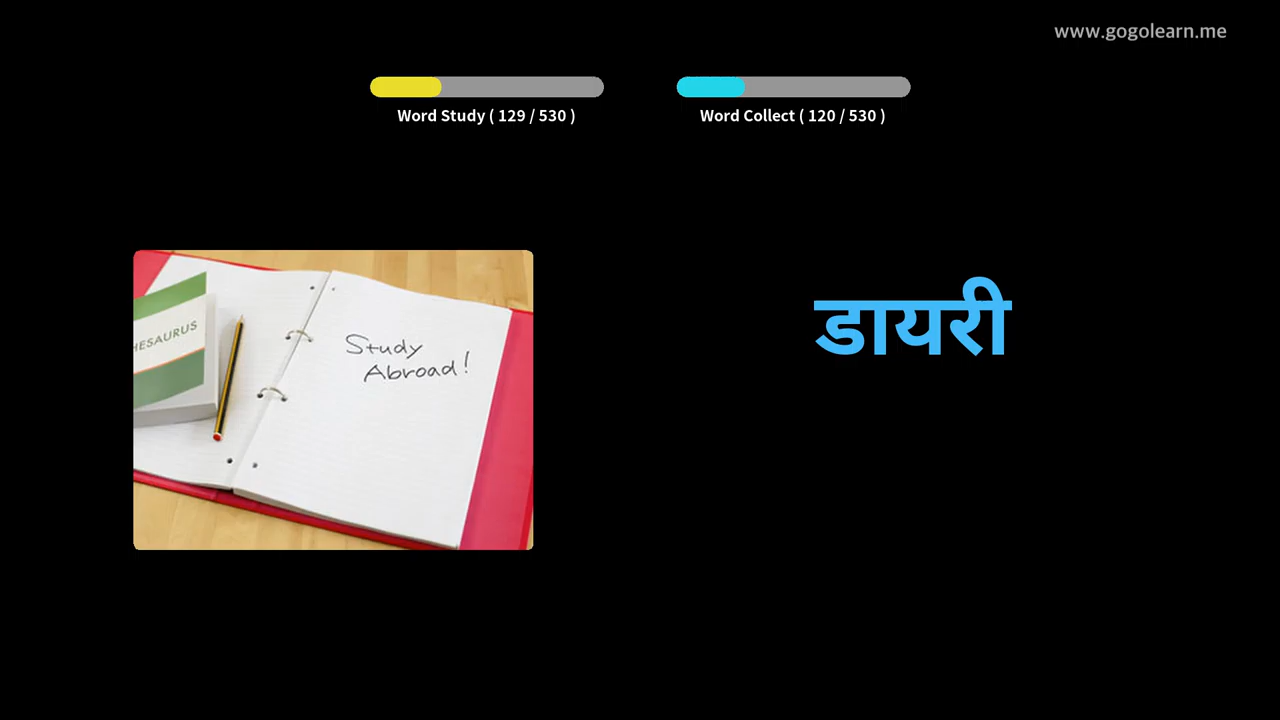 www.gogolearn.me
Word Study ( 129 / 530 )
Word Collect ( 120 / 530 )
डायरी
HESAURUS
Study
Abroad!